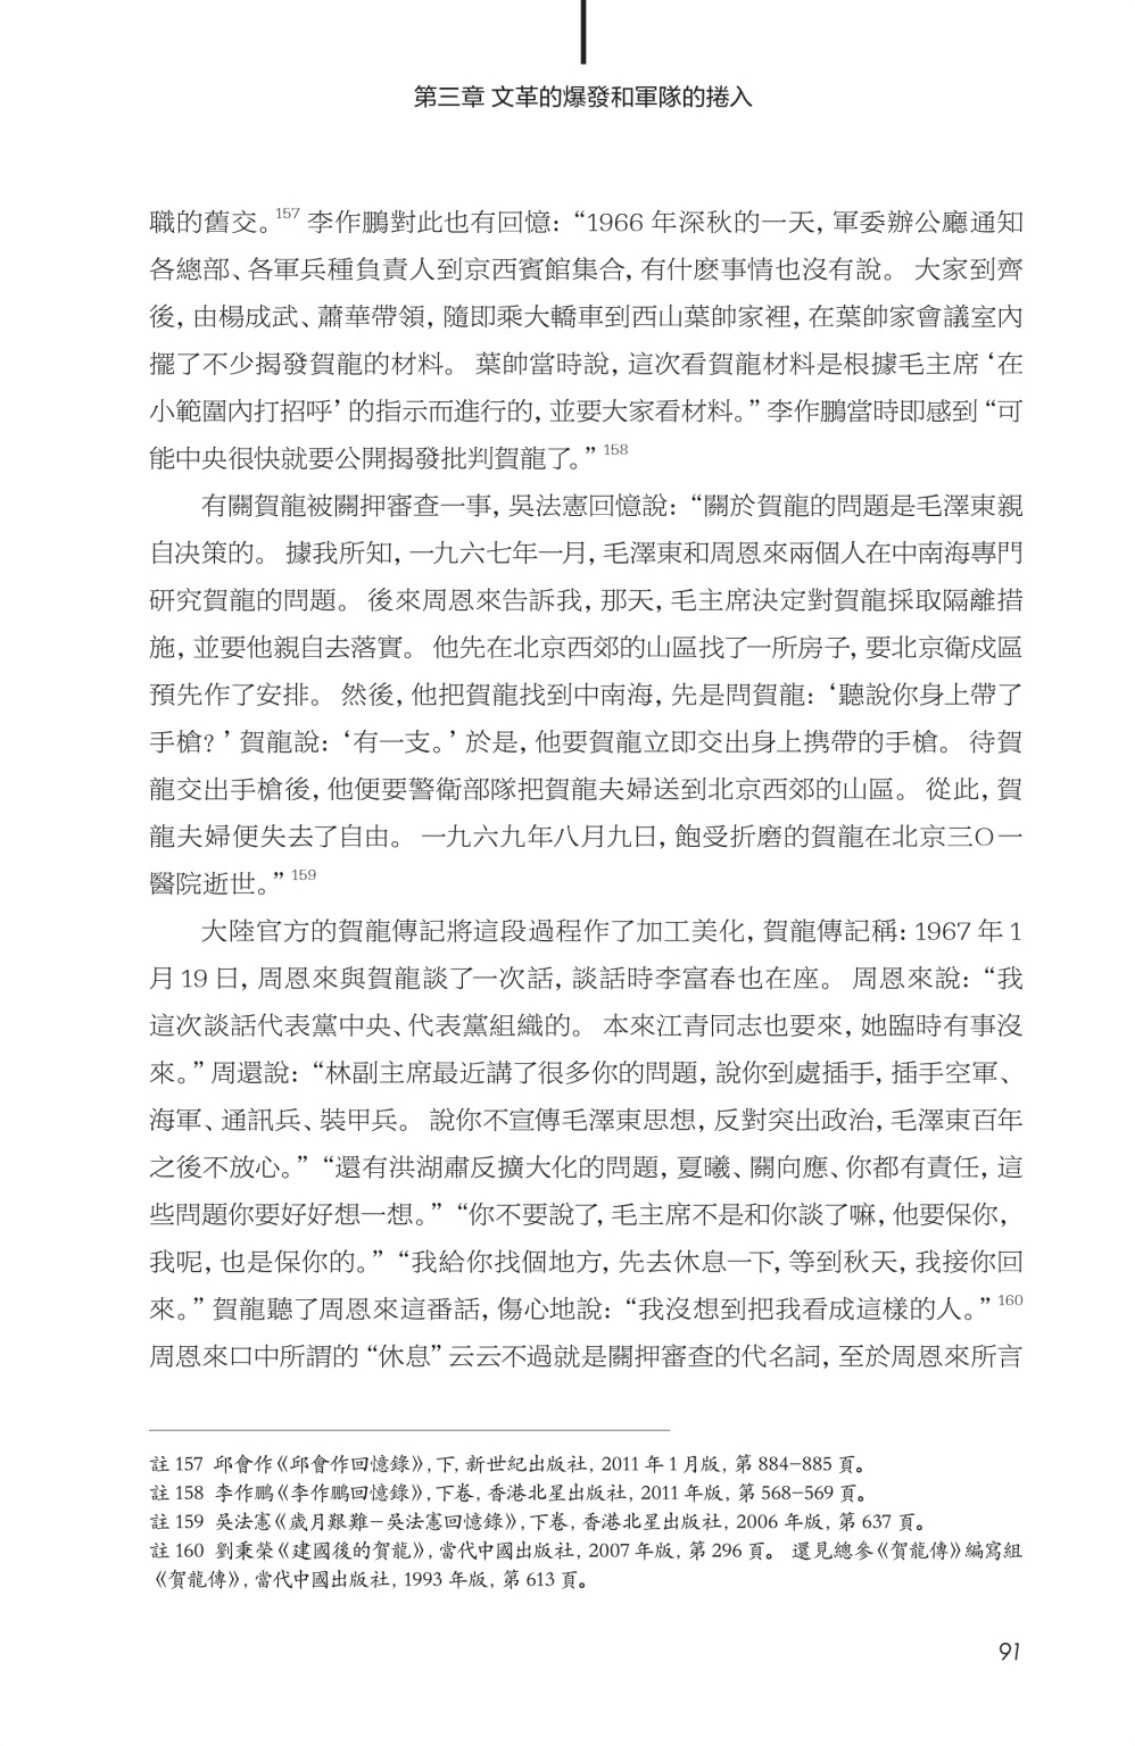 第三章 文革的爆發和軍隊的捲入
職的舊交。157 李作鵬對此也有回憶：“1966 年深秋的一天，軍委辦公廳通知
各總部、各軍兵種負責人到京西賓館集合，有什麼事情也沒有說。 大家到齊
後，由楊成武、蕭華帶領，隨即乘大轎車到西山葉帥家裡，在葉帥家會議室內
擺了不少揭發賀龍的材料。 葉帥當時說，這次看賀龍材料是根據毛主席‘在
小範圍內打招呼’的指示而進行的，並要大家看材料。”李作鵬當時即感到“可
能中央很快就要公開揭發批判賀龍了。”158
有關賀龍被關押審查一事，吳法憲回憶說：“關於賀龍的問題是毛澤東親
自決策的。 據我所知，一九六七年一月，毛澤東和周恩來兩個人在中南海專門
研究賀龍的問題。 後來周恩來告訴我，那天，毛主席決定對賀龍採取隔離措
施，並要他親自去落實。 他先在北京西郊的山區找了一所房子，要北京衛戍區
預先作了安排。 然後，他把賀龍找到中南海，先是問賀龍：‘聽說你身上帶了
手槍？’賀龍說：‘有一支。’於是，他要賀龍立即交出身上携帶的手槍。 待賀
龍交出手槍後，他便要警衛部隊把賀龍夫婦送到北京西郊的山區。 從此，賀
龍夫婦便失去了自由。 一九六九年八月九日，飽受折磨的賀龍在北京三〇一
醫院逝世。”159
大陸官方的賀龍傳記將這段過程作了加工美化，賀龍傳記稱：1967 年 1
月 19 日，周恩來與賀龍談了一次話，談話時李富春也在座。 周恩來說：“我
這次談話代表黨中央、代表黨組織的。 本來江青同志也要來，她臨時有事沒
來。”周還說：“林副主席最近講了很多你的問題，說你到處插手，插手空軍、
海軍、通訊兵、裝甲兵。 說你不宣傳毛澤東思想，反對突出政治，毛澤東百年
之後不放心。”“還有洪湖肅反擴大化的問題，夏曦、關向應、你都有責任，這
些問題你要好好想一想。”“你不要說了，毛主席不是和你談了嘛，他要保你，
我呢，也是保你的。”“我給你找個地方，先去休息一下，等到秋天，我接你回
來。”賀龍聽了周恩來這番話，傷心地說：“我沒想到把我看成這樣的人。”160
周恩來口中所謂的“休息”云云不過就是關押審查的代名詞，至於周恩來所言
註 157 邱會作《邱會作回憶錄》，下，新世紀出版社，2011 年 1 月版，第 884–885 頁。
註 158 李作鵬《李作鵬回憶錄》，下卷，香港北星出版社，2011 年版，第 568–569 頁。
註 159 吳法憲《歲月艱難－吳法憲回憶錄》，下卷，香港北星出版社，2006 年版，第 637 頁。
註 160 劉秉榮《建國後的賀龍》，當代中國出版社，2007 年版，第 296 頁。 還見總參《賀龍傳》編寫組
《賀龍傳》，當代中國出版社，1993 年版，第 613 頁。
91